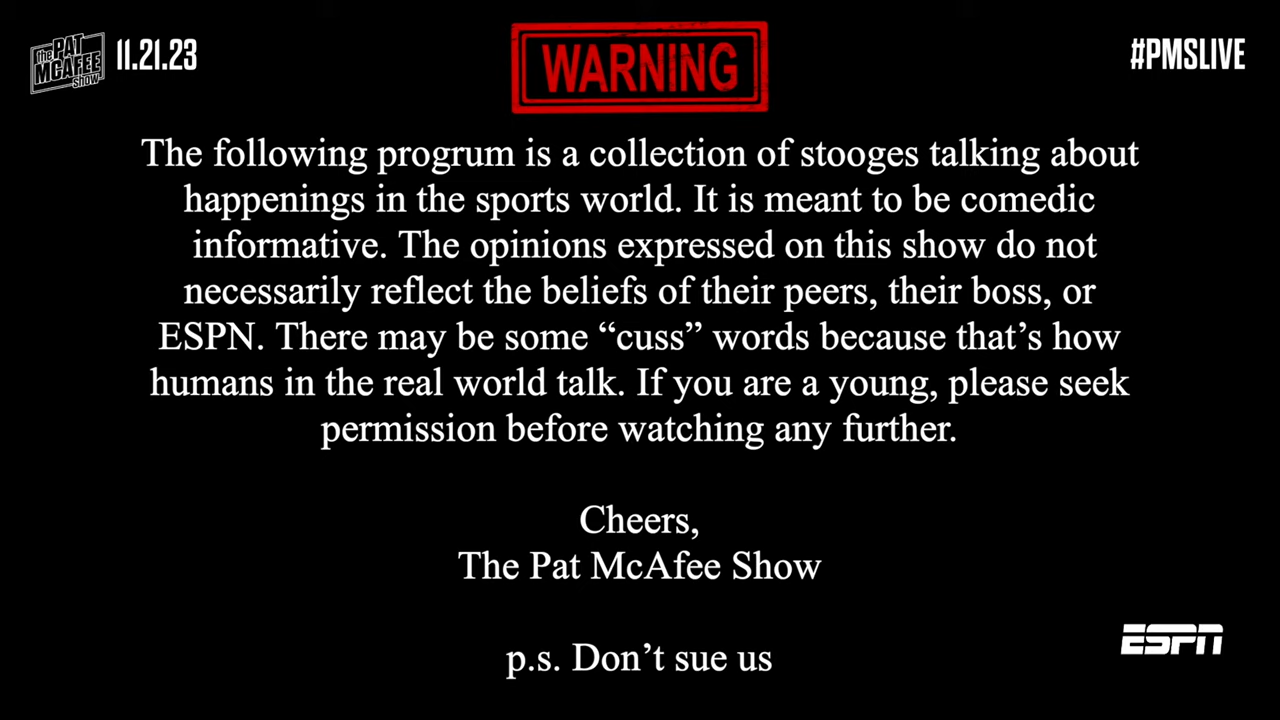 The PAT MCAFEE Show
11.21.23
WARNING
#PMSLIVE
The following progrum is a collection of stooges talking about
happenings in the sports world. It is meant to be comedic
informative. The opinions expressed on this show do not
necessarily reflect the beliefs of their peers, their boss, or
ESPN. There may be some “cuss” words because that’s how
humans in the real world talk. If you are a young, please seek
permission before watching any further.
Cheers,
The Pat McAfee Show
ESPN
p.s. Don’t sue us